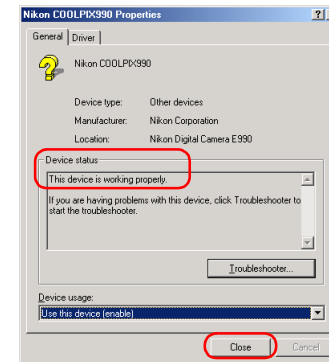 Nikon COOLPIX990 Properties
General Driver
Nikon COOLPIX990
Device type: Other devices
Manufacturer: Nikon Corporation
Location: Nikon Digital Camera E990
Device status
This device is working properly.
If you are having problems with this device, click Troubleshooter to
start the troubleshooter.
Troubleshooter...
Device usage:
Use this device (enable)
Close Cancel